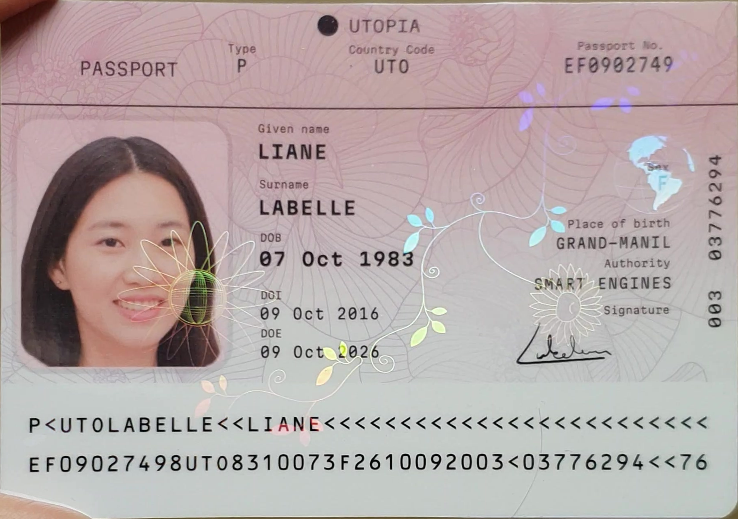 UTOPIA
PASSPORT
Type
P
Country Code
UTO
Passport No.
EF0902749
Given name
LIANE
Surname
LABELLE
DOB
07 Oct 1983
DOI
09 Oct 2016
DOE
09 Oct 2026
Sex
F
Place of birth
GRAND-MANIL
Authority
SMART ENGINES
Signature
003 03776294
P<UTOLABELLE<<LIANE<<<<<<<<<<<<<<<<<<<<<<<<<
EF09027498UTO8310073F2610092003<03776294<<76